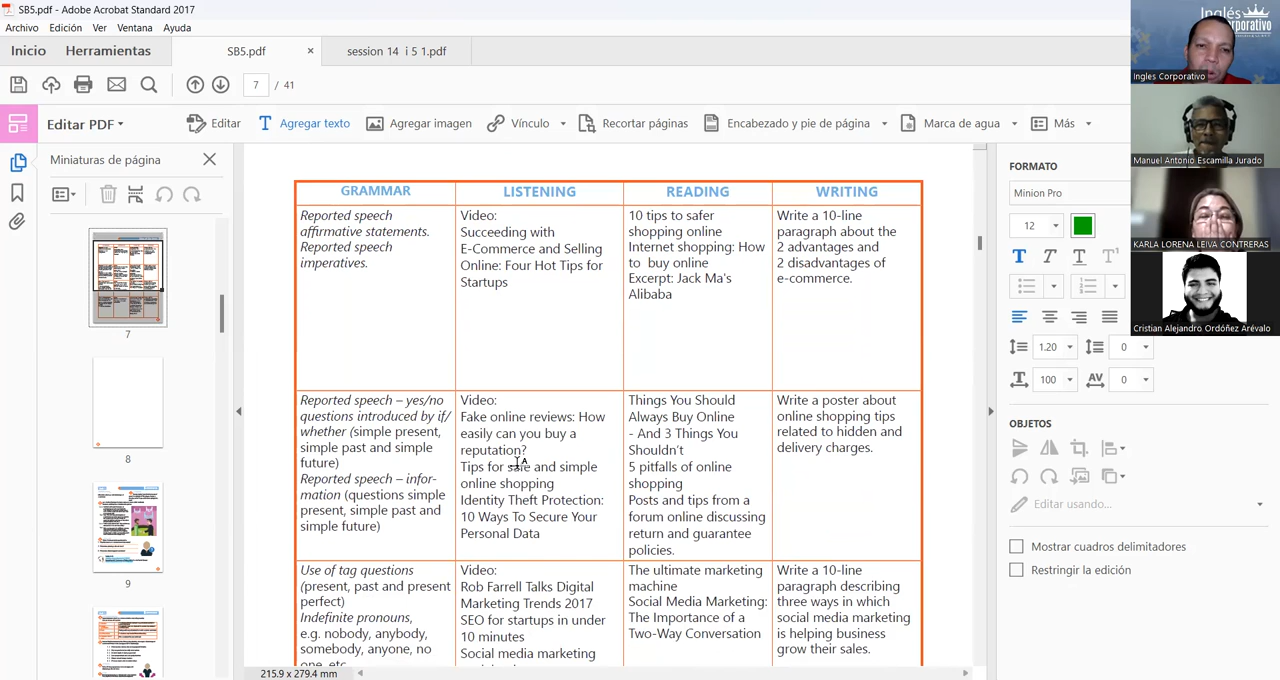 SB5.pdf - Adobe Acrobat Standard 2017
Archivo Edición Ver Ventana Ayuda
Inicio Herramientas SB5.pdf × session 14 i 5 1.pdf
7 / 41
Editar PDF Editar Agregar texto Agregar imagen Vínculo Recortar páginas Encabezado y pie de página Marca de agua Más
Miniaturas de página
7
8
9
GRAMMAR LISTENING READING WRITING
Reported speech
affirmative statements.
Reported speech
imperatives.
Video:
Succeeding with
E-Commerce and Selling
Online: Four Hot Tips for
Startups
10 tips to safer
shopping online
Internet shopping: How
to buy online
Excerpt: Jack Ma's
Alibaba
Write a 10-line
paragraph about the
2 advantages and
2 disadvantages of
e-commerce.
Reported speech – yes/no
questions introduced by if/
whether (simple present,
simple past and simple
future)
Reported speech – infor-
mation (questions simple
present, simple past and
simple future)
Video:
Fake online reviews: How
easily can you buy a
reputation?
Tips for safe and simple
online shopping
Identity Theft Protection:
10 Ways To Secure Your
Personal Data
Things You Should
Always Buy Online
- And 3 Things You
Shouldn't
5 pitfalls of online
shopping
Posts and tips from a
forum online discussing
return and guarantee
policies.
Write a poster about
online shopping tips
related to hidden and
delivery charges.
Use of tag questions
(present, past and present
perfect)
Indefinite pronouns,
e.g. nobody, anybody,
somebody, anyone, no
one, etc
Video:
Rob Farrell Talks Digital
Marketing Trends 2017
SEO for startups in under
10 minutes
Social media marketing
The ultimate marketing
machine
Social Media Marketing:
The Importance of a
Two-Way Conversation
Write a 10-line
paragraph describing
three ways in which
social media marketing
is helping business
grow their sales.
215.9 x 279.4 mm
FORMATO
Minion Pro
12
T T T T¹
1.20 0
100 AV 0
OBJETOS
Editar usando...
Mostrar cuadros delimitadores
Restringir la edición
Inglés
Corporativo
Ingles Corporativo
Manuel Antonio Escamilla Jurado
KARLA LORENA LEIVA CONTRERAS
Cristian Alejandro Ordóñez Arévalo